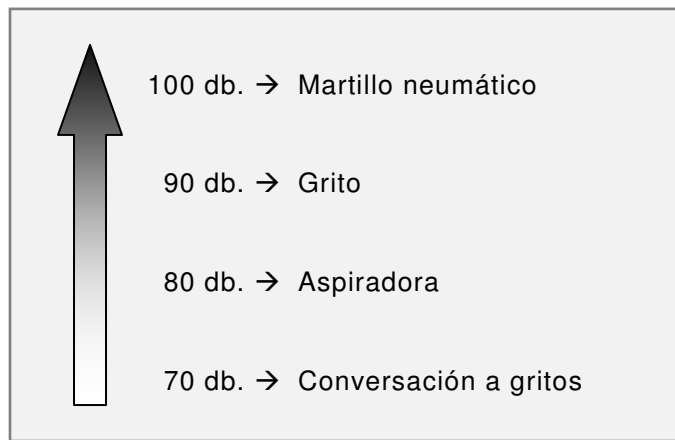 100 db. → Martillo neumático
90 db. → Grito
80 db. → Aspiradora
70 db. → Conversación a gritos